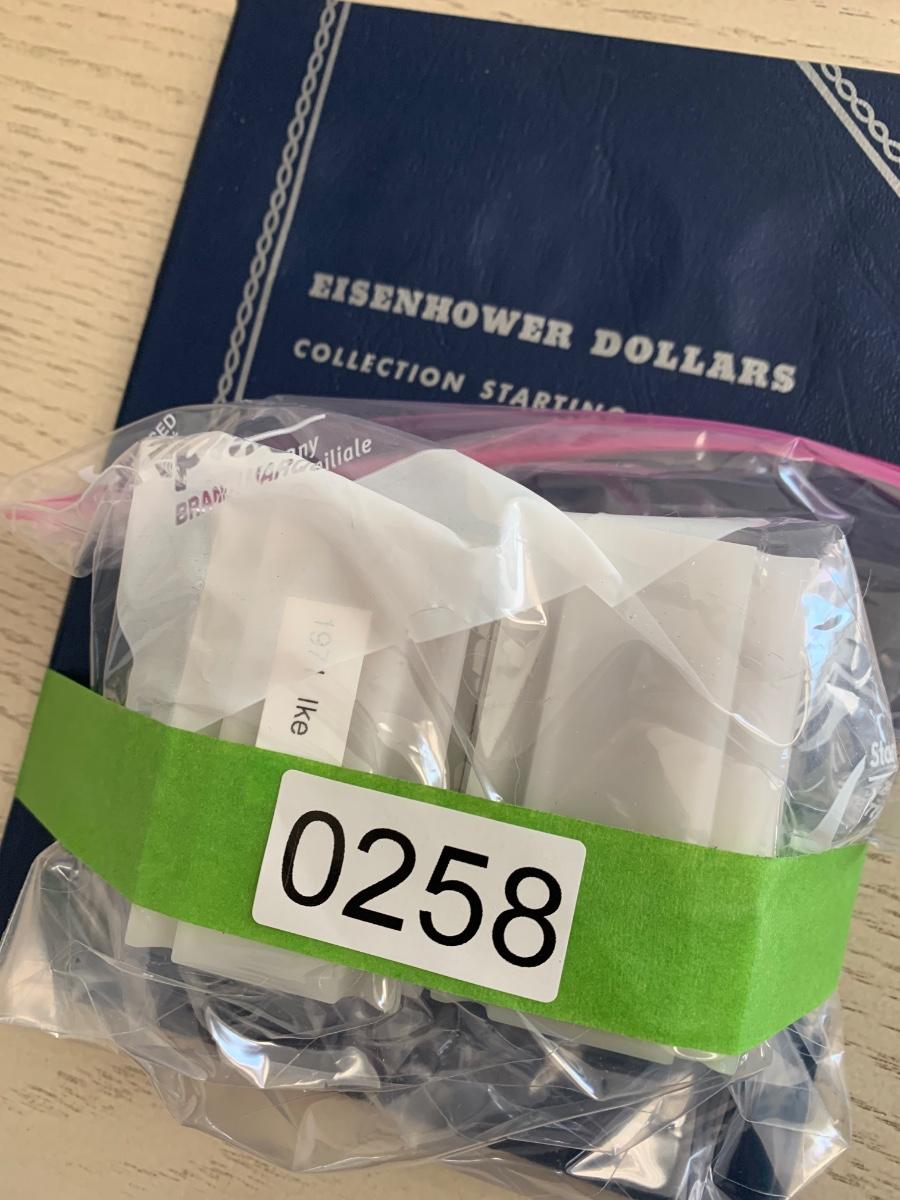 EISENHOWER DOLLARS
COLLECTION STARTING
Ike
0258